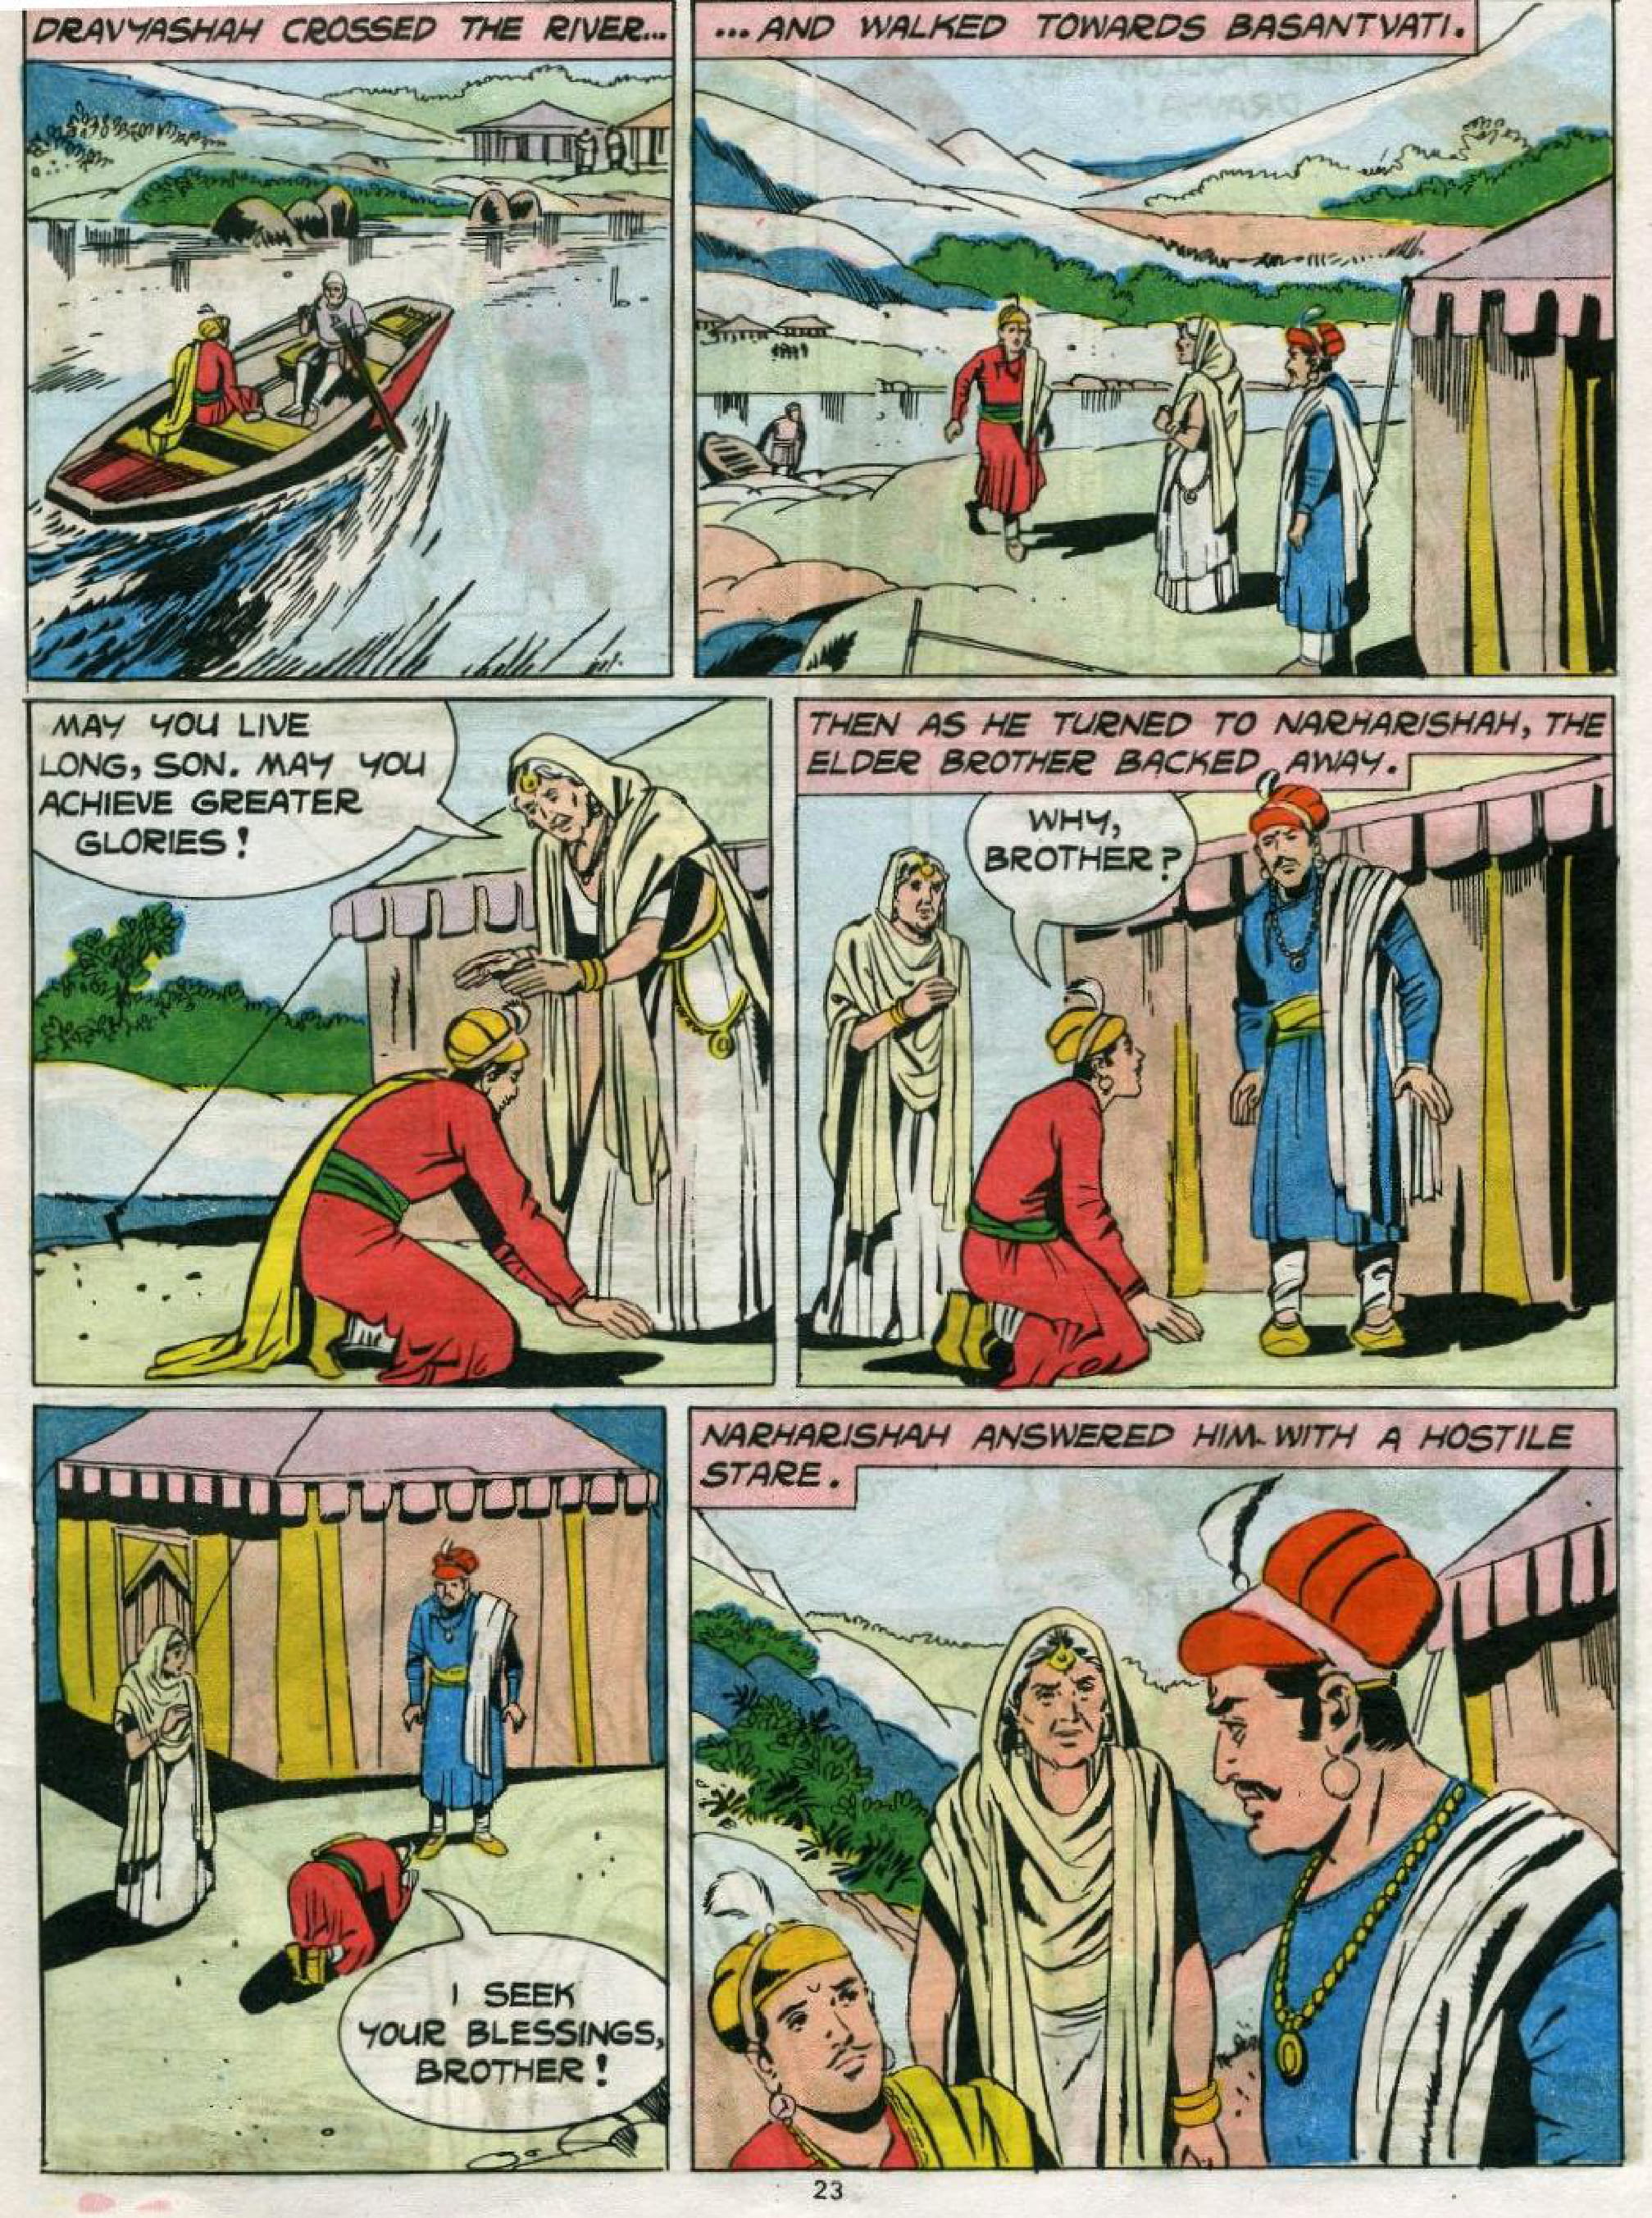 DRAVYASHAH CROSSED THE RIVER...
...AND WALKED TOWARDS BASANTVATI.
MAY YOU LIVE
LONG, SON. MAY YOU
ACHIEVE GREATER
GLORIES!
THEN AS HE TURNED TO NARHARISHAH, THE
ELDER BROTHER BACKED AWAY.
WHY,
BROTHER?
I SEEK
YOUR BLESSINGS,
BROTHER!
NARHARISHAH ANSWERED HIM WITH A HOSTILE
STARE.
23